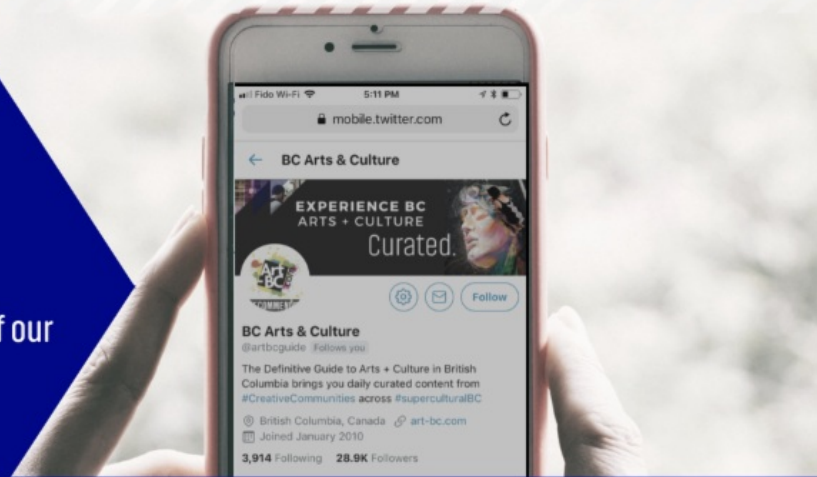 Fido Wi-Fi 5:11 PM
mobile.twitter.com
BC Arts & Culture
EXPERIENCE BC
ARTS + CULTURE
Curated.
Art
BC
Follow
BC Arts & Culture
@artbcguide Follows you
The Definitive Guide to Arts + Culture in British
Columbia brings you daily curated content from
#CreativeCommunities across #superculturalBC
British Columbia, Canada art-bc.com
Joined January 2010
3,914 Following 28.9K Followers
f our